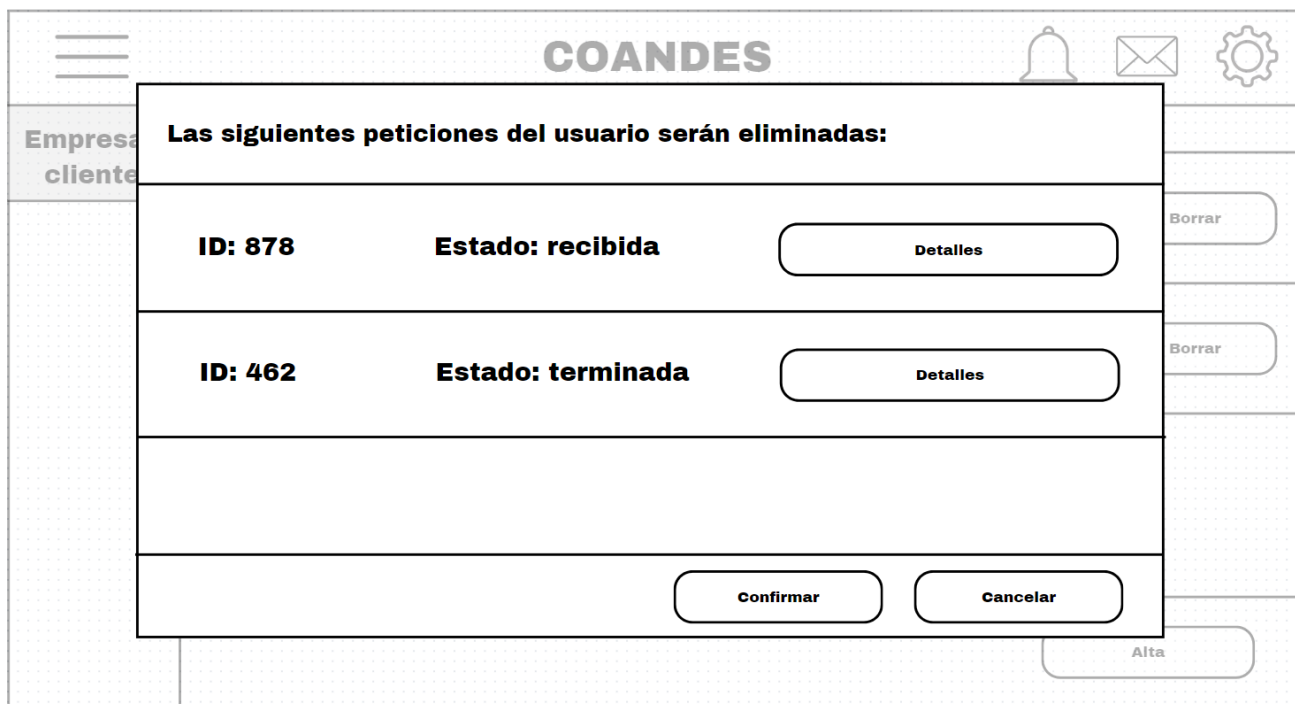 COANDES
Empresa
cliente
Las siguientes peticiones del usuario serán eliminadas:
Borrar
ID: 878 Estado: recibida Detalles
Borrar
ID: 462 Estado: terminada Detalles
Confirmar Cancelar
Alta